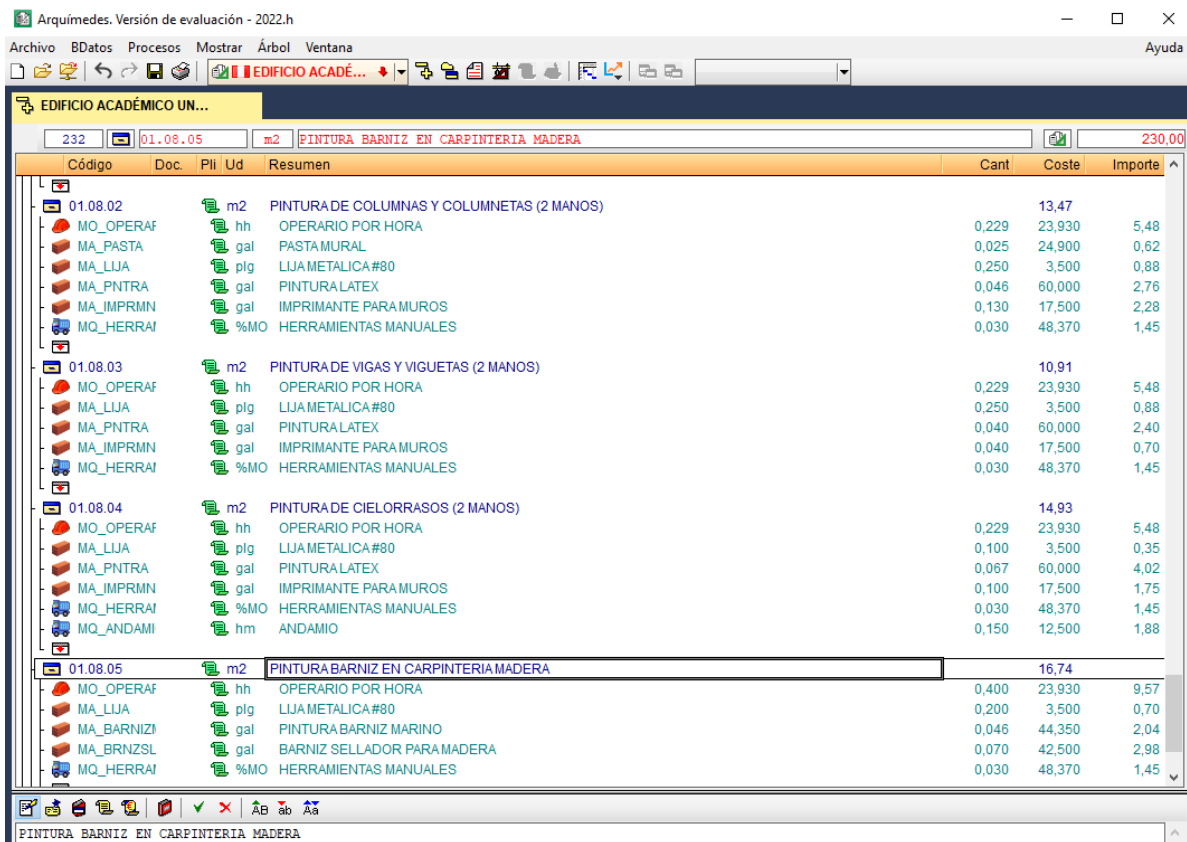 Arquímedes. Versión de evaluación - 2022.h
Archivo BDatos Procesos Mostrar Árbol Ventana Ayuda
EDIFICIO ACADÉ...
EDIFICIO ACADÉMICO UN...
232 01.08.05 m2 PINTURA BARNIZ EN CARPINTERIA MADERA 230,00
Código Doc. Pli Ud Resumen Cant Coste Importe
01.08.02 m2 PINTURA DE COLUMNAS Y COLUMNETAS (2 MANOS) 13,47
MO_OPERAF hh OPERARIO POR HORA 0,229 23,930 5,48
MA_PASTA gal PASTA MURAL 0,025 24,900 0,62
MA_LIJA plg LIJA METALICA #80 0,250 3,500 0,88
MA_PNTRA gal PINTURA LATEX 0,046 60,000 2,76
MA_IMPRMN gal IMPRIMANTE PARA MUROS 0,130 17,500 2,28
MQ_HERRAI %MO HERRAMIENTAS MANUALES 0,030 48,370 1,45
01.08.03 m2 PINTURA DE VIGAS Y VIGUETAS (2 MANOS) 10,91
MO_OPERAF hh OPERARIO POR HORA 0,229 23,930 5,48
MA_LIJA plg LIJA METALICA #80 0,250 3,500 0,88
MA_PNTRA gal PINTURA LATEX 0,040 60,000 2,40
MA_IMPRMN gal IMPRIMANTE PARA MUROS 0,040 17,500 0,70
MQ_HERRAI %MO HERRAMIENTAS MANUALES 0,030 48,370 1,45
01.08.04 m2 PINTURA DE CIELORRASOS (2 MANOS) 14,93
MO_OPERAF hh OPERARIO POR HORA 0,229 23,930 5,48
MA_LIJA plg LIJA METALICA #80 0,100 3,500 0,35
MA_PNTRA gal PINTURA LATEX 0,067 60,000 4,02
MA_IMPRMN gal IMPRIMANTE PARA MUROS 0,100 17,500 1,75
MQ_HERRAI %MO HERRAMIENTAS MANUALES 0,030 48,370 1,45
MQ_ANDAMI hm ANDAMIO 0,150 12,500 1,88
01.08.05 m2 PINTURA BARNIZ EN CARPINTERIA MADERA 16,74
MO_OPERAF hh OPERARIO POR HORA 0,400 23,930 9,57
MA_LIJA plg LIJA METALICA #80 0,200 3,500 0,70
MA_BARNIZI gal PINTURA BARNIZ MARINO 0,046 44,350 2,04
MA_BRNZSL gal BARNIZ SELLADOR PARA MADERA 0,070 42,500 2,98
MQ_HERRAI %MO HERRAMIENTAS MANUALES 0,030 48,370 1,45
AB ab Aa
PINTURA BARNIZ EN CARPINTERIA MADERA